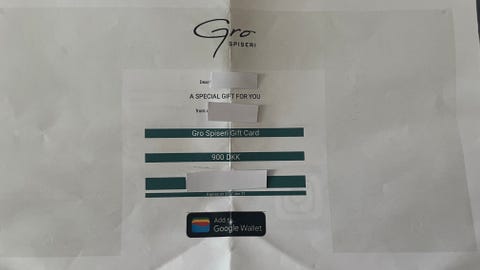 Gro
SPISERI
Dear
A SPECIAL GIFT FOR YOU
from
Gro Spiseri Gift Card
900 DKK
Add to
Google Wallet